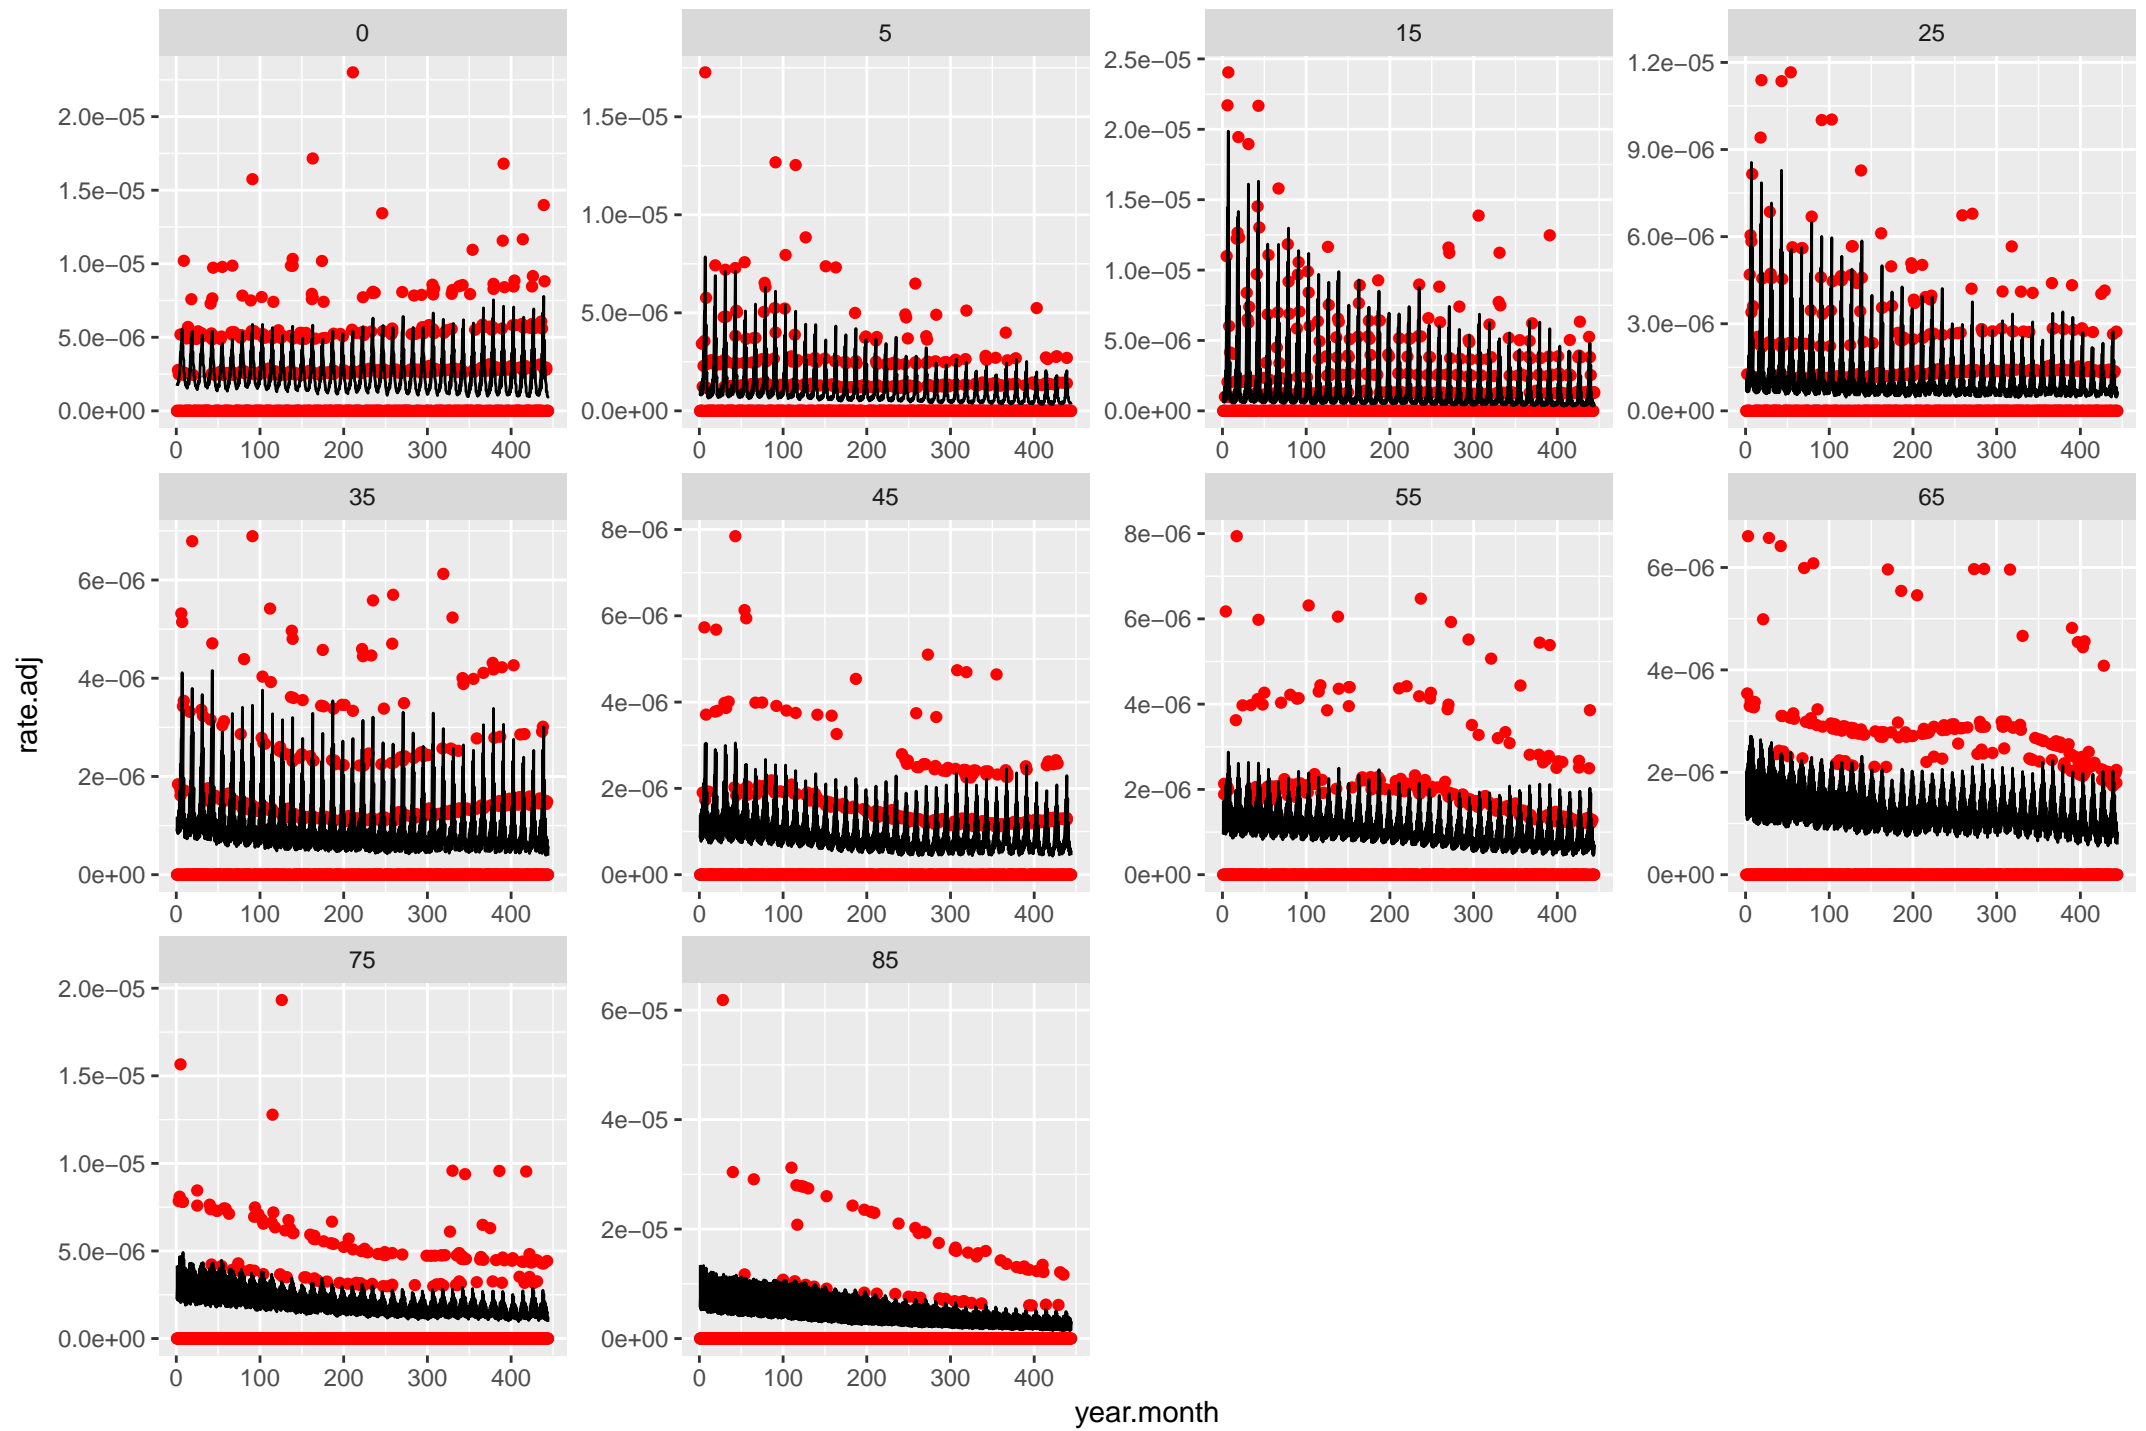 0 5 15 25
2.0e−05
1.5e−05
1.0e−05
5.0e−06
0.0e+00
1.5e−05
1.0e−05
5.0e−06
0.0e+00
2.5e−05
2.0e−05
1.5e−05
1.0e−05
5.0e−06
0.0e+00
1.2e−05
9.0e−06
6.0e−06
3.0e−06
0.0e+00
0 100 200 300 400 0 100 200 300 400 0 100 200 300 400 0 100 200 300 400
35 45 55 65
6e−06
4e−06
2e−06
0e+00
8e−06
6e−06
4e−06
2e−06
0e+00
8e−06
6e−06
4e−06
2e−06
0e+00
6e−06
4e−06
2e−06
0e+00
0 100 200 300 400 0 100 200 300 400 0 100 200 300 400 0 100 200 300 400
rate.adj
75 85
2.0e−05
1.5e−05
1.0e−05
5.0e−06
0.0e+00
6e−05
4e−05
2e−05
0e+00
0 100 200 300 400 0 100 200 300 400
year.month